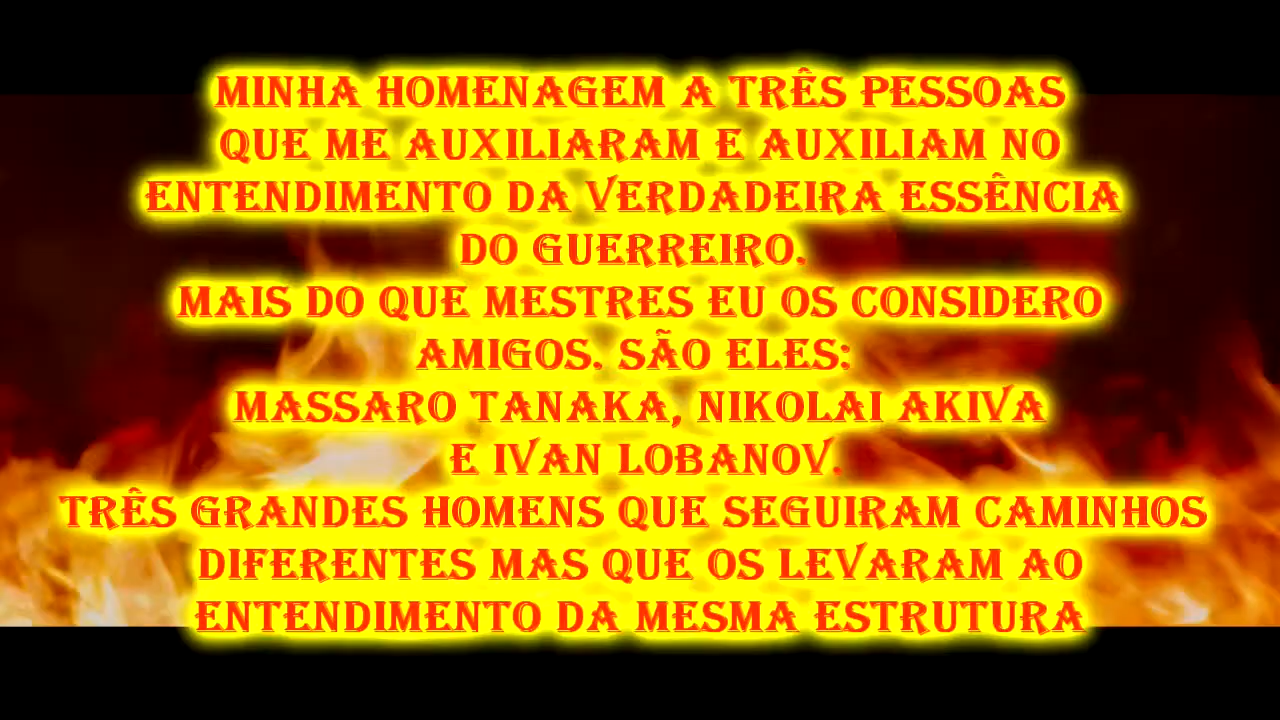 MINHA HOMENAGEM A TRÊS PESSOAS
QUE ME AUXILIARAM E AUXILIAM NO
ENTENDIMENTO DA VERDADEIRA ESSÊNCIA
DO GUERREIRO.
MAIS DO QUE MESTRES EU OS CONSIDERO
AMIGOS. SÃO ELES:
MASSARO TANAKA, NIKOLAI AKIVA
E IVAN LOBANOV.
TRÊS GRANDES HOMENS QUE SEGUIRAM CAMINHOS
DIFERENTES MAS QUE OS LEVARAM AO
ENTENDIMENTO DA MESMA ESTRUTURA